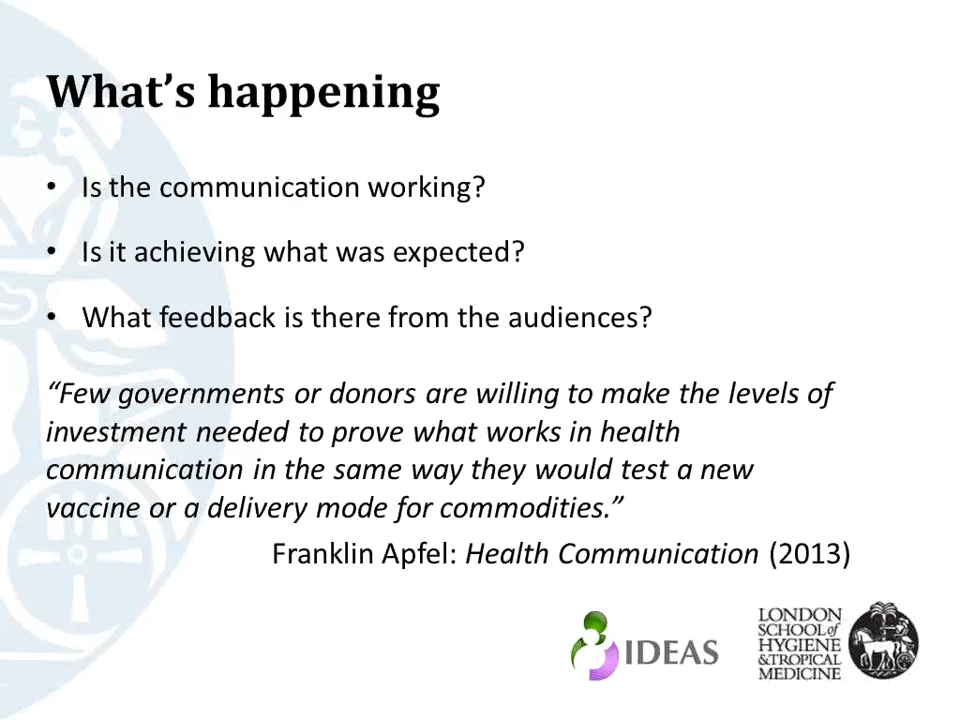 What's happening
• Is the communication working?
• Is it achieving what was expected?
• What feedback is there from the audiences?
“Few governments or donors are willing to make the levels of
investment needed to prove what works in health
communication in the same way they would test a new
vaccine or a delivery mode for commodities.”
Franklin Apfel: Health Communication (2013)
IDEAS
LONDON
SCHOOL of
HYGIENE
& TROPICAL
MEDICINE